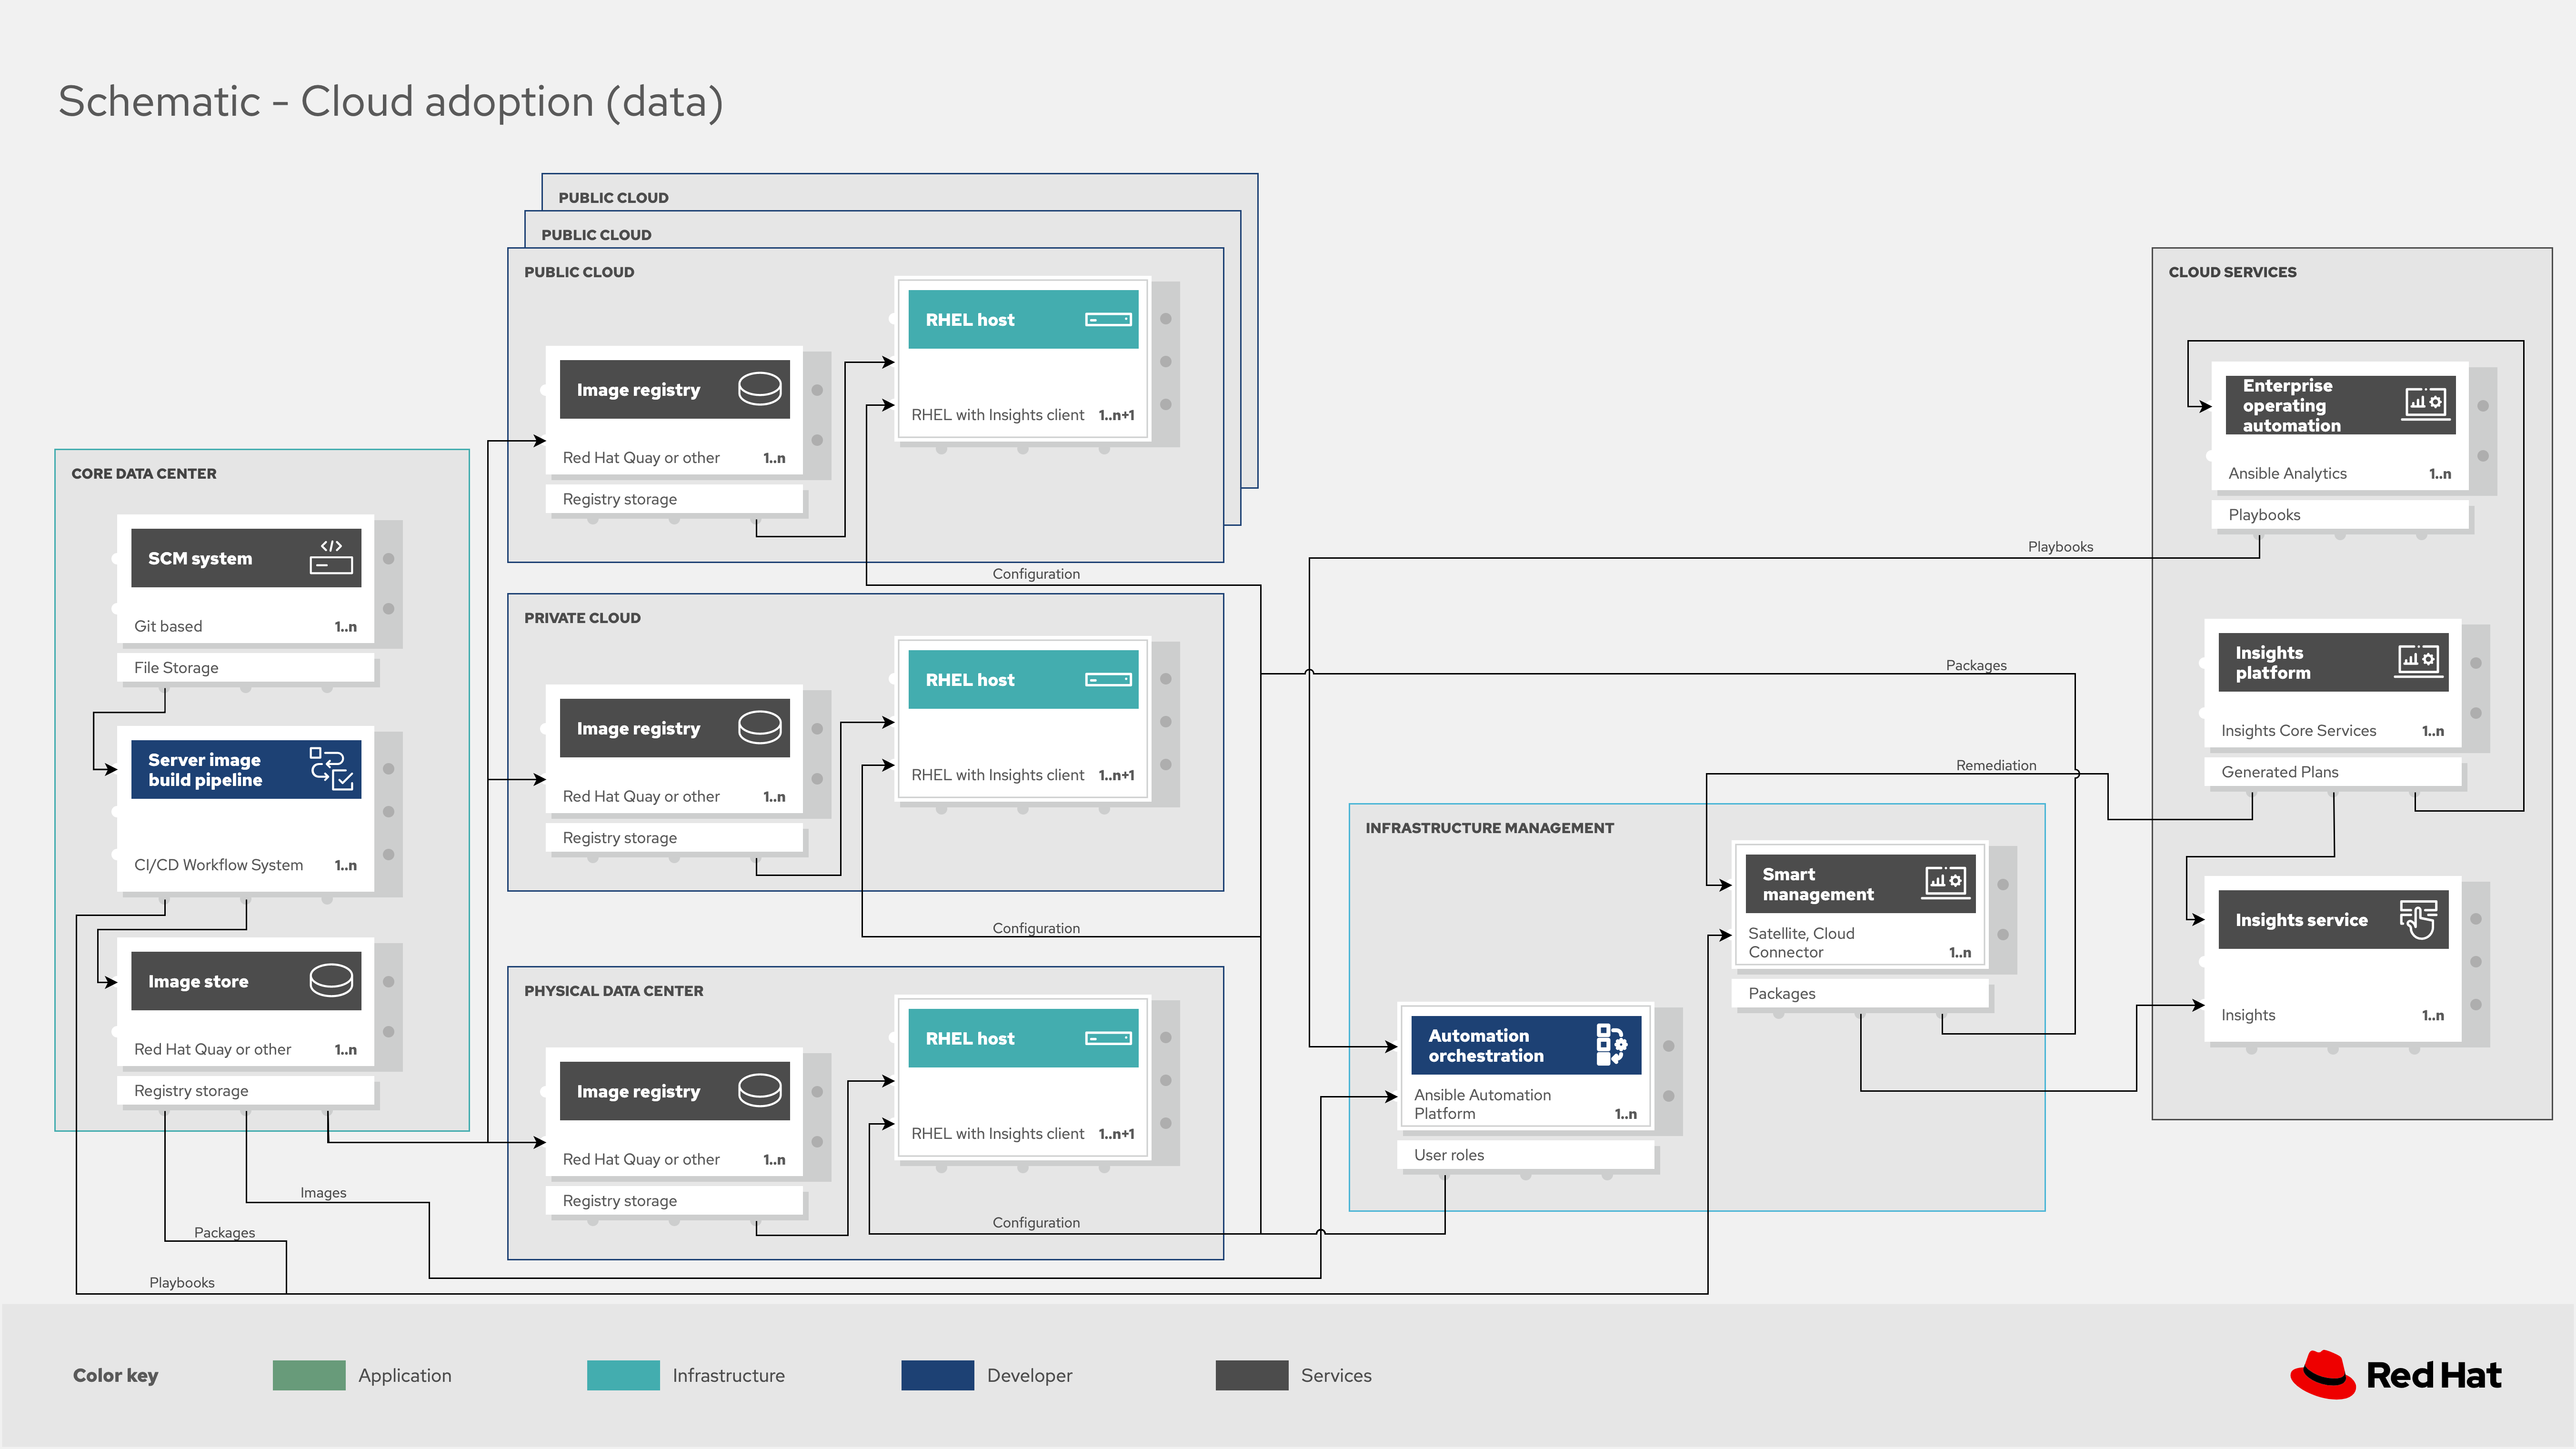 Schematic - Cloud adoption (data)
PUBLIC CLOUD
PUBLIC CLOUD
PUBLIC CLOUD
RHEL host
RHEL with Insights client 1..n+1
Image registry
Red Hat Quay or other 1..n
Registry storage
Configuration
CORE DATA CENTER
SCM system
</>
Git based 1..n
File Storage
Server image
build pipeline
CI/CD Workflow System 1..n
Image store
Red Hat Quay or other 1..n
Registry storage
Images
Packages
Playbooks
PRIVATE CLOUD
RHEL host
RHEL with Insights client 1..n+1
Image registry
Red Hat Quay or other 1..n
Registry storage
Configuration
PHYSICAL DATA CENTER
RHEL host
RHEL with Insights client 1..n+1
Image registry
Red Hat Quay or other 1..n
Registry storage
Configuration
Playbooks
Packages
Remediation
INFRASTRUCTURE MANAGEMENT
Smart
management
Satellite, Cloud
Connector 1..n
Packages
Automation
orchestration
Ansible Automation
Platform 1..n
User roles
CLOUD SERVICES
Enterprise
operating
automation
Ansible Analytics 1..n
Playbooks
Insights
platform
Insights Core Services 1..n
Generated Plans
Insights service
Insights 1..n
Color key
Application
Infrastructure
Developer
Services
Red Hat